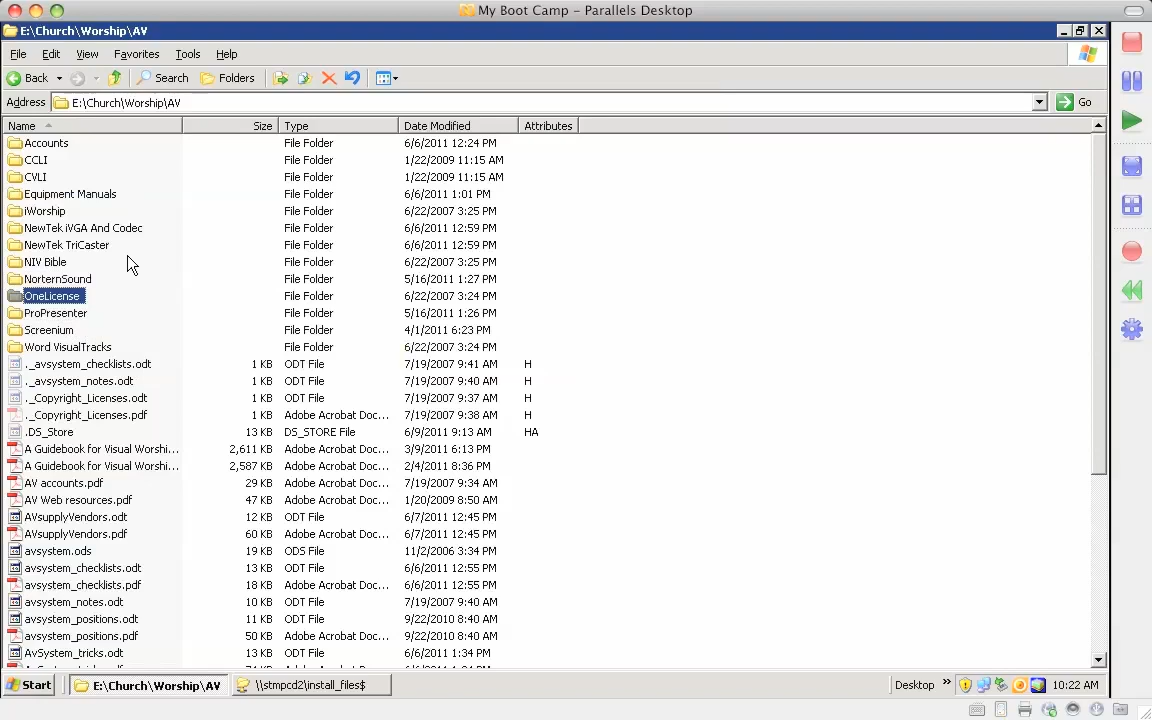 My Boot Camp – Parallels Desktop
E:\Church\Worship\AV
File Edit View Favorites Tools Help
Back Search Folders
Address E:\Church\Worship\AV Go
Name Size Type Date Modified Attributes
Accounts File Folder 6/6/2011 12:24 PM
CCLI File Folder 1/22/2009 11:15 AM
CVLI File Folder 1/22/2009 11:15 AM
Equipment Manuals File Folder 6/6/2011 1:01 PM
iWorship File Folder 6/22/2007 3:25 PM
NewTek iVGA And Codec File Folder 6/6/2011 12:59 PM
NewTek TriCaster File Folder 6/6/2011 12:59 PM
NIV Bible File Folder 6/22/2007 3:25 PM
NorternSound File Folder 5/16/2011 1:27 PM
OneLicense File Folder 6/22/2007 3:24 PM
ProPresenter File Folder 5/16/2011 1:26 PM
Screenium File Folder 4/1/2011 6:23 PM
Word VisualTracks File Folder 6/22/2007 3:24 PM
._avsystem_checklists.odt 1 KB ODT File 7/19/2007 9:41 AM H
._avsystem_notes.odt 1 KB ODT File 7/19/2007 9:40 AM H
._Copyright_Licenses.odt 1 KB ODT File 7/19/2007 9:37 AM H
._Copyright_Licenses.pdf 1 KB Adobe Acrobat Doc... 7/19/2007 9:38 AM H
.DS_Store 13 KB DS_STORE File 6/9/2011 9:13 AM HA
A Guidebook for Visual Worshi... 2,611 KB Adobe Acrobat Doc... 3/9/2011 6:13 PM
A Guidebook for Visual Worshi... 2,587 KB Adobe Acrobat Doc... 2/4/2011 8:36 PM
AV accounts.pdf 29 KB Adobe Acrobat Doc... 7/19/2007 9:34 AM
AV Web resources.pdf 47 KB Adobe Acrobat Doc... 1/20/2009 8:50 AM
AVsupplyVendors.odt 12 KB ODT File 6/7/2011 12:45 PM
AVsupplyVendors.pdf 60 KB Adobe Acrobat Doc... 6/7/2011 12:45 PM
avsystem.ods 19 KB ODS File 11/2/2006 3:34 PM
avsystem_checklists.odt 13 KB ODT File 6/6/2011 12:55 PM
avsystem_checklists.pdf 18 KB Adobe Acrobat Doc... 6/6/2011 12:55 PM
avsystem_notes.odt 10 KB ODT File 7/19/2007 9:40 AM
avsystem_positions.odt 11 KB ODT File 9/22/2010 8:40 AM
avsystem_positions.pdf 50 KB Adobe Acrobat Doc... 9/22/2010 8:40 AM
AvSystem_tricks.odt 13 KB ODT File 6/6/2011 1:34 PM
Start E:\Church\Worship\AV \\stmpcd2\install_files$ Desktop » 10:22 AM